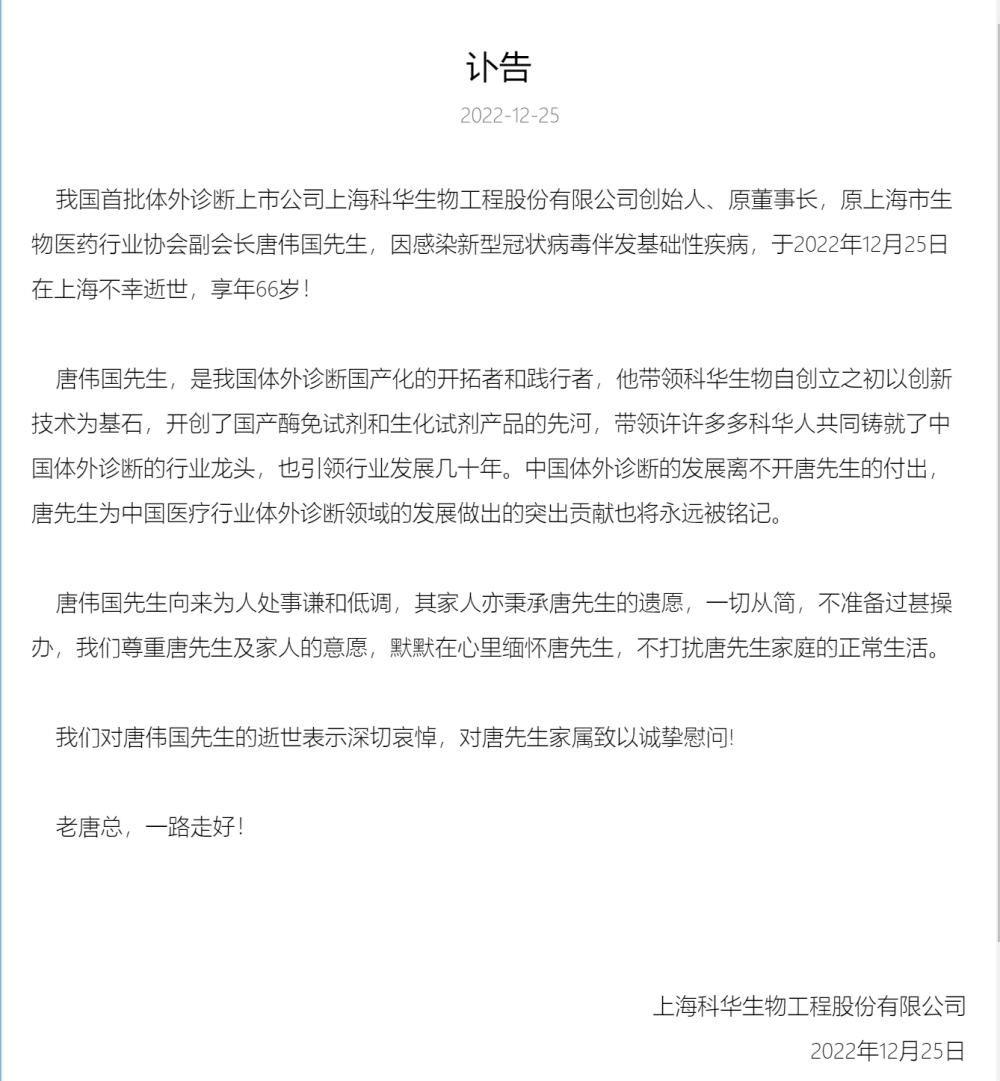 讣告
2022-12-25
我国首批体外诊断上市公司上海科华生物工程股份有限公司创始人、原董事长，原上海市生
物医药行业协会副会长唐伟国先生，因感染新型冠状病毒伴发基础性疾病，于2022年12月25日
在上海不幸逝世，享年66岁！
唐伟国先生，是我国体外诊断国产化的开拓者和践行者，他带领科华生物自创立之初以创新
技术为基石，开创了国产酶免试剂和生化试剂产品的先河，带领许许多多科华人共同铸就了中
国体外诊断的行业龙头，也引领行业发展几十年。中国体外诊断的发展离不开唐先生的付出，
唐先生为中国医疗行业体外诊断领域的发展做出的突出贡献也将永远被铭记。
唐伟国先生向来为人处事谦和低调，其家人亦秉承唐先生的遗愿，一切从简，不准备过甚操
办，我们尊重唐先生及家人的意愿，默默在心里缅怀唐先生，不打扰唐先生家庭的正常生活。
我们对唐伟国先生的逝世表示深切哀悼，对唐先生家属致以诚挚慰问!
老唐总，一路走好！
上海科华生物工程股份有限公司
2022年12月25日